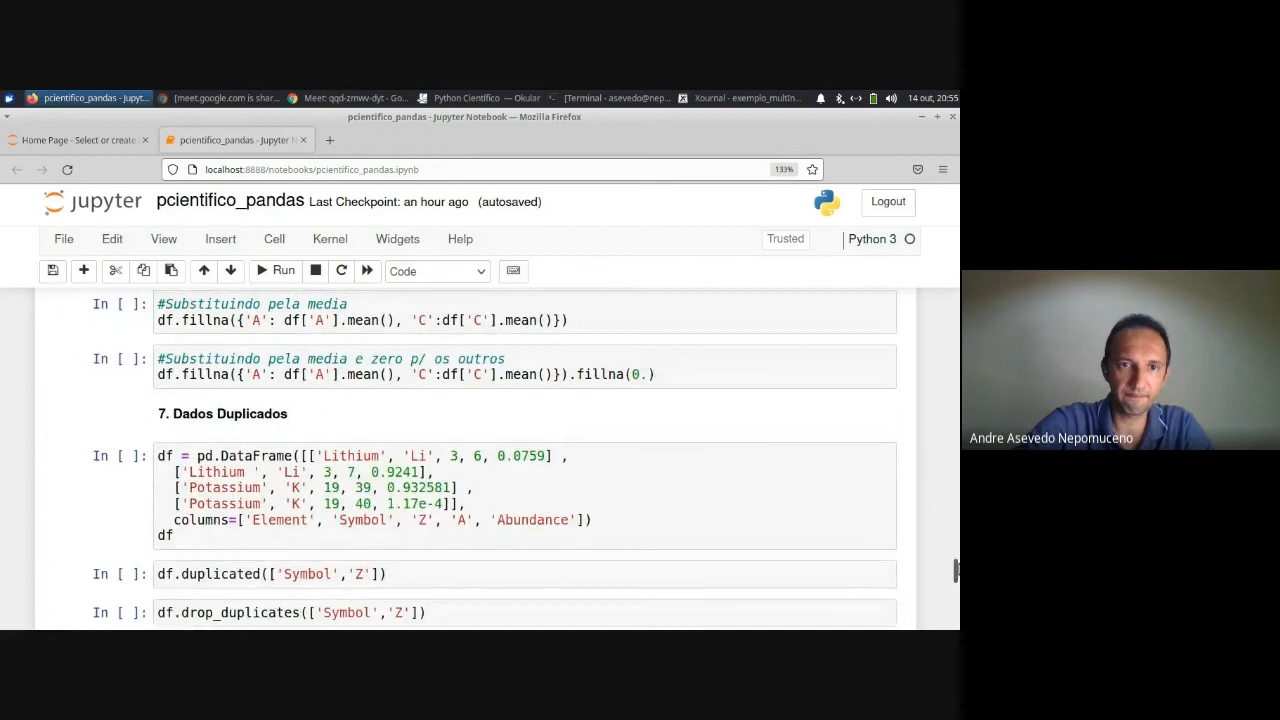 pcientifico_pandas - Jupyt...
[meet.google.com is shar...
Meet: qqd-zmwv-dyt - Go...
Python Científico — Okular
[Terminal - asevedo@nep...
Xournal - exemplo_multIn...
14 out, 20:55
pcientifico_pandas - Jupyter Notebook — Mozilla Firefox
Home Page - Select or create
pcientifico_pandas - Jupyter N
localhost:8888/notebooks/pcientifico_pandas.ipynb
133%
jupyter pcientifico_pandas Last Checkpoint: an hour ago (autosaved)
Logout
File Edit View Insert Cell Kernel Widgets Help
Trusted
Python 3
Run
Code
In [ ]: #Substituindo pela media
df.fillna({'A': df['A'].mean(), 'C':df['C'].mean()})
In [ ]: #Substituindo pela media e zero p/ os outros
df.fillna({'A': df['A'].mean(), 'C':df['C'].mean()}).fillna(0.)
7. Dados Duplicados
In [ ]: df = pd.DataFrame([['Lithium', 'Li', 3, 6, 0.0759] ,
['Lithium ', 'Li', 3, 7, 0.9241],
['Potassium', 'K', 19, 39, 0.932581] ,
['Potassium', 'K', 19, 40, 1.17e-4]],
columns=['Element', 'Symbol', 'Z', 'A', 'Abundance'])
df
In [ ]: df.duplicated(['Symbol','Z'])
In [ ]: df.drop_duplicates(['Symbol','Z'])
Andre Asevedo Nepomuceno